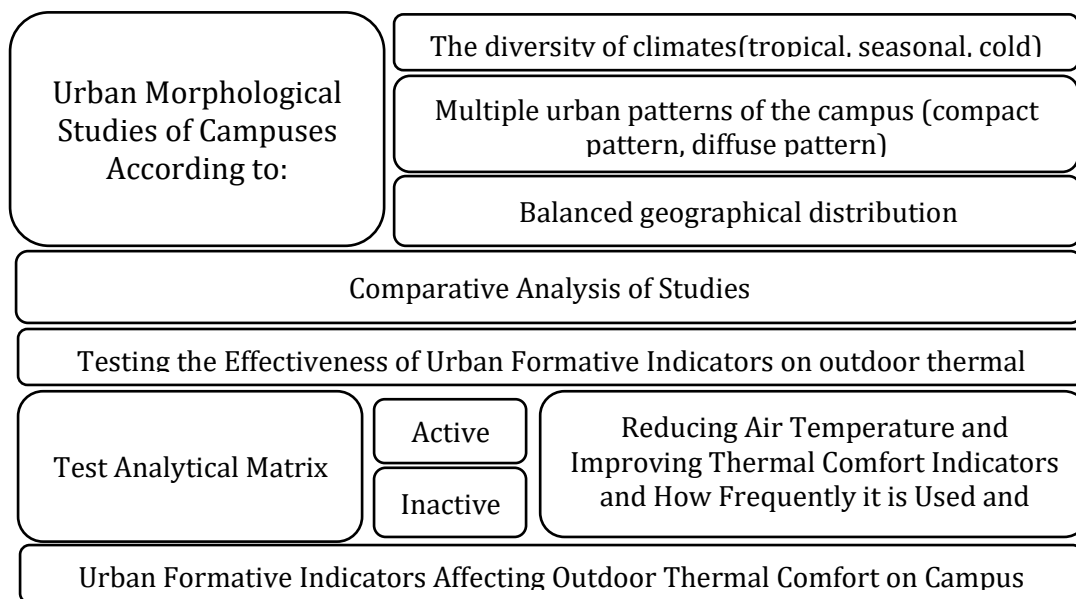 Urban Morphological
Studies of Campuses
According to:
The diversity of climates(tropical, seasonal, cold)
Multiple urban patterns of the campus (compact
pattern, diffuse pattern)
Balanced geographical distribution
Comparative Analysis of Studies
Testing the Effectiveness of Urban Formative Indicators on outdoor thermal
Test Analytical Matrix
Active
Inactive
Reducing Air Temperature and
Improving Thermal Comfort Indicators
and How Frequently it is Used and
Urban Formative Indicators Affecting Outdoor Thermal Comfort on Campus